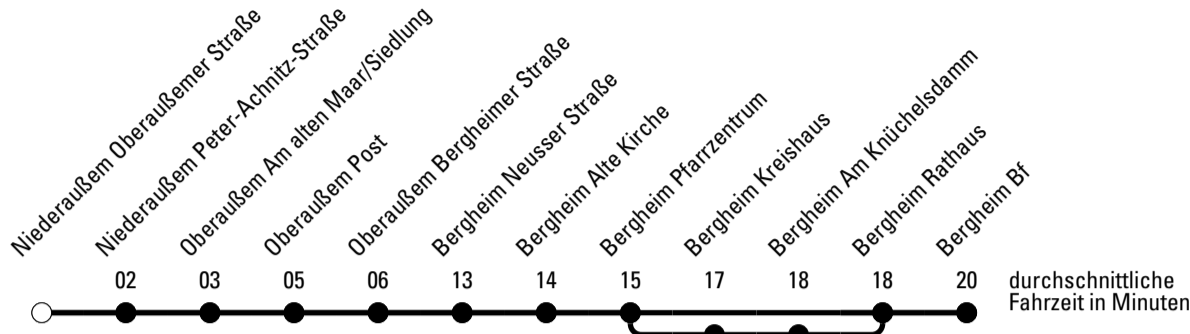 Niederaußem Oberaußemer Straße
Niederaußem Peter-Achnitz-Straße
Oberaußem Am alten Maar/Siedlung
Oberaußem Post
Oberaußem Bergheimer Straße
Bergheim Neusser Straße
Bergheim Alte Kirche
Bergheim Pfarrzentrum
Bergheim Kreishaus
Bergheim Am Knüchelsdamm
Bergheim Rathaus
Bergheim Bf
02 03 05 06 13 14 15 17 18 18 20
durchschnittliche
Fahrzeit in Minuten